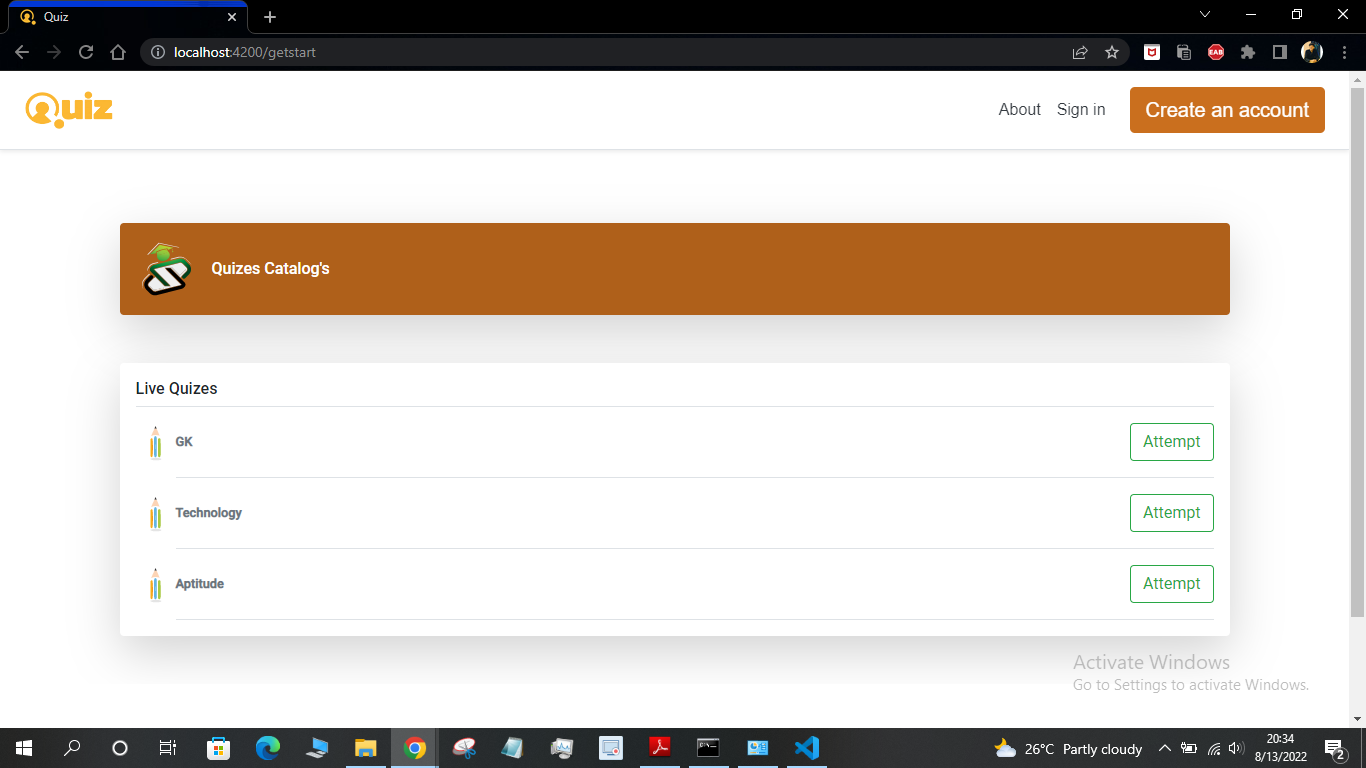 Quiz
localhost:4200/getstart
EAB
Quiz
About Sign in Create an account
Quizes Catalog's
Live Quizes
GK Attempt
Technology Attempt
Aptitude Attempt
Activate Windows
Go to Settings to activate Windows.
26°C Partly cloudy
20:34
8/13/2022
2